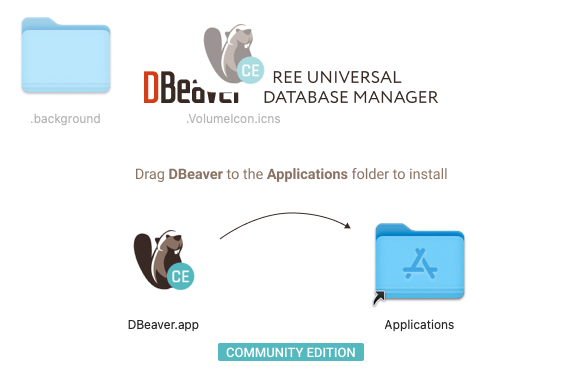 CE
DBeaver
REE UNIVERSAL
DATABASE MANAGER
.background
.VolumeIcon.icns
Drag DBeaver to the Applications folder to install
CE
DBeaver.app
Applications
COMMUNITY EDITION